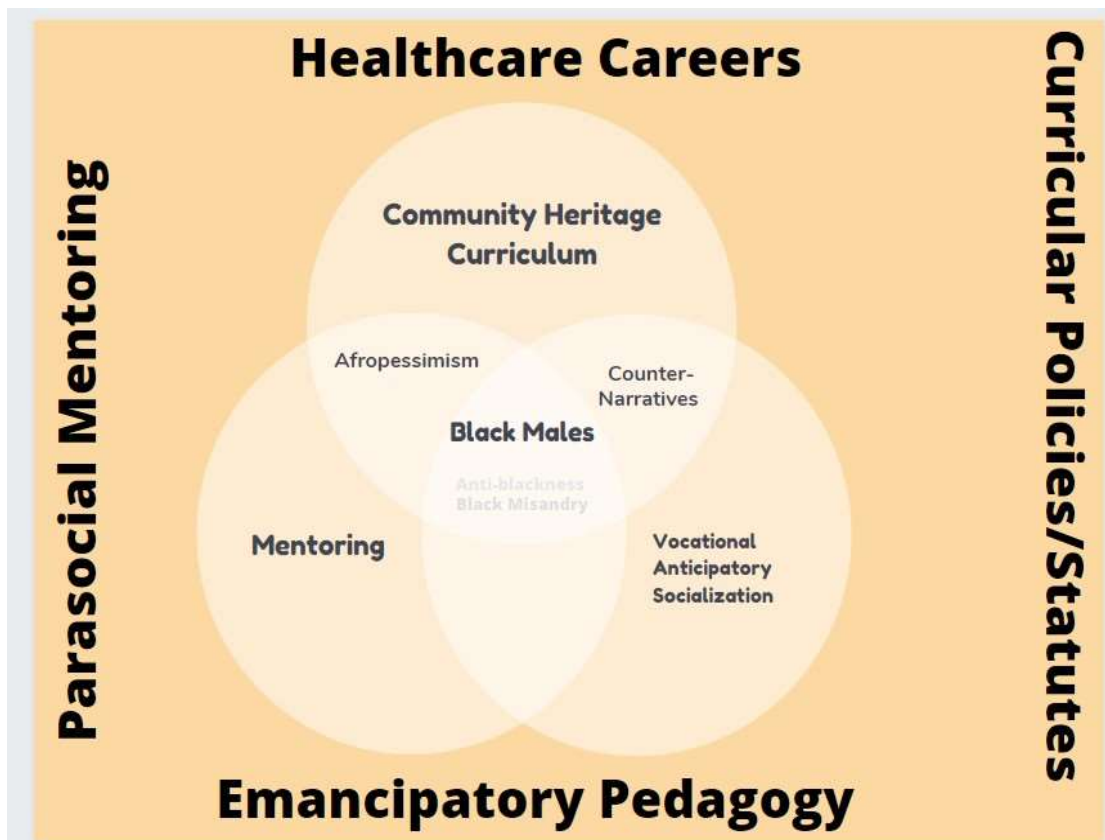 Healthcare Careers
Parasocial Mentoring
Curricular Policies/Statutes
Community Heritage
Curriculum
Afropessimism
Counter-
Narratives
Black Males
Anti-blackness
Black Misandry
Mentoring
Vocational
Anticipatory
Socialization
Emancipatory Pedagogy